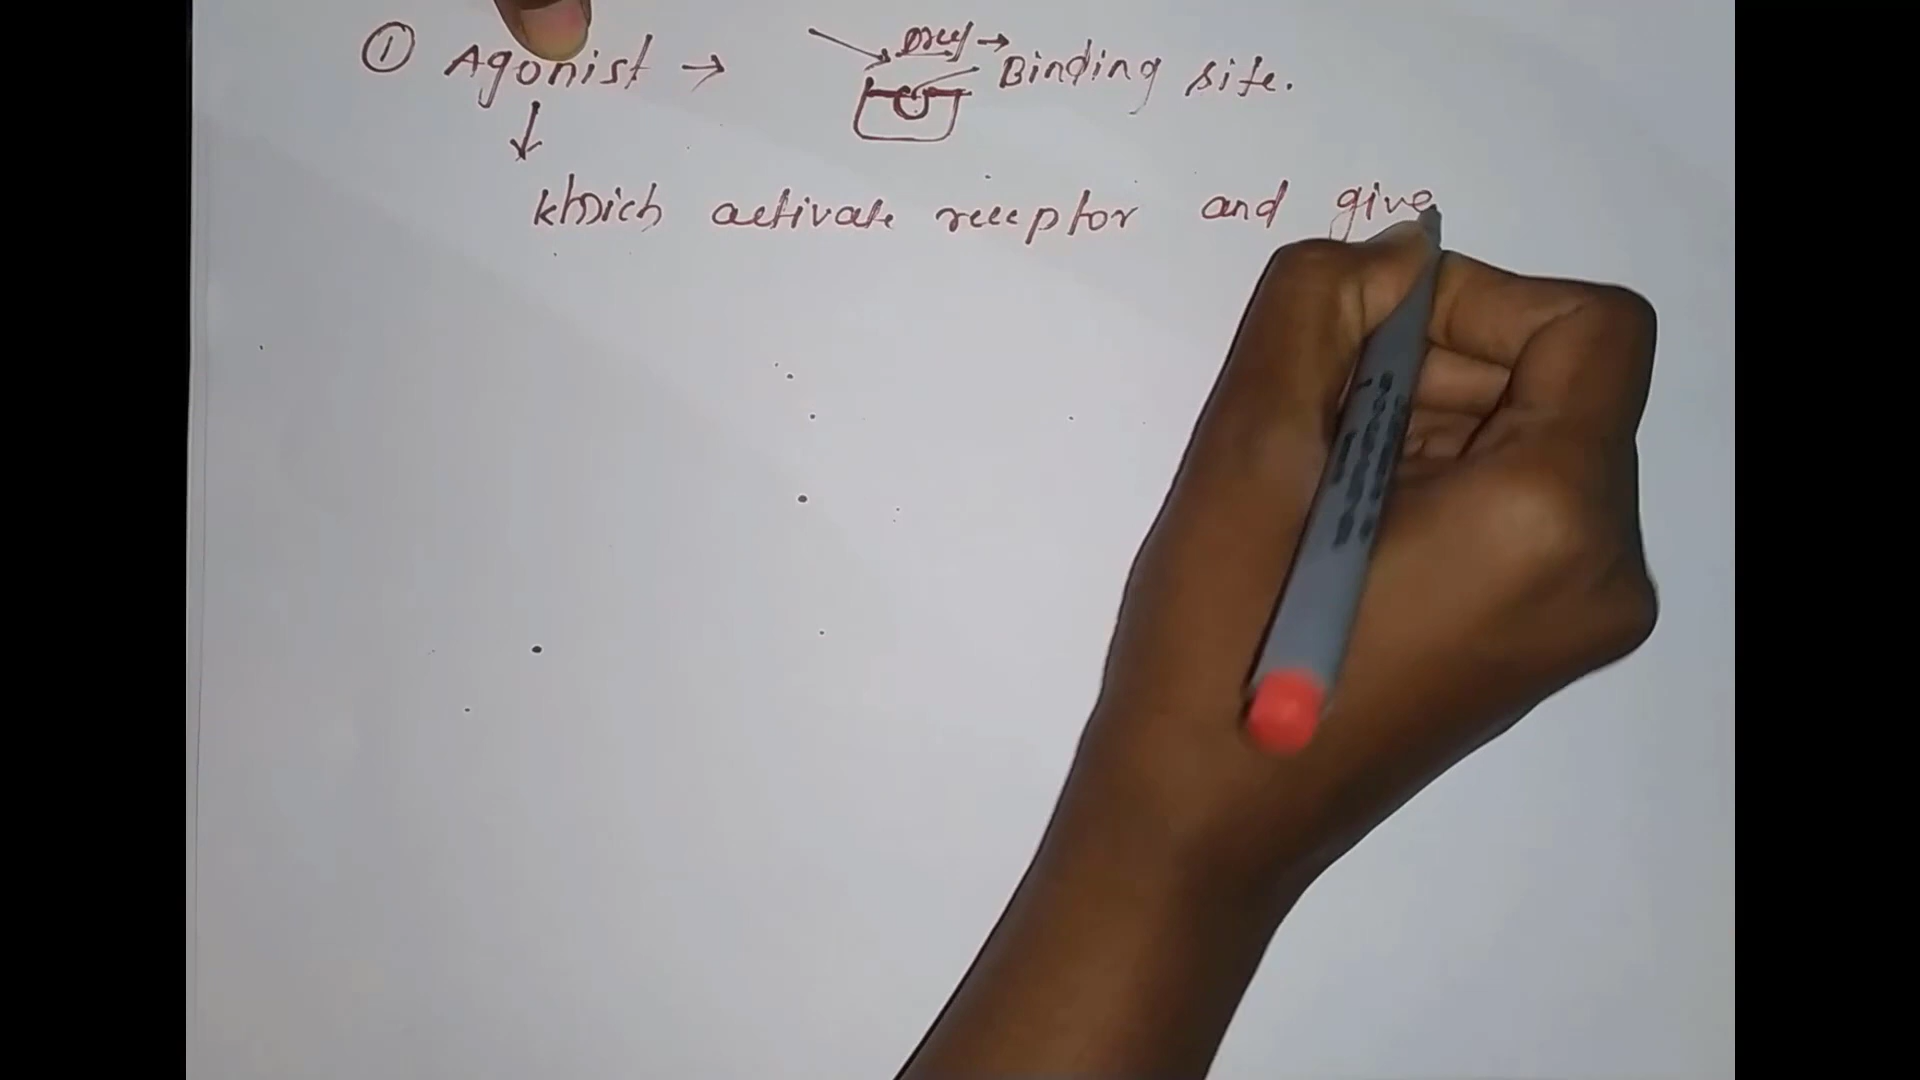 ① Agonist → Binding site.
which activate receptor and give